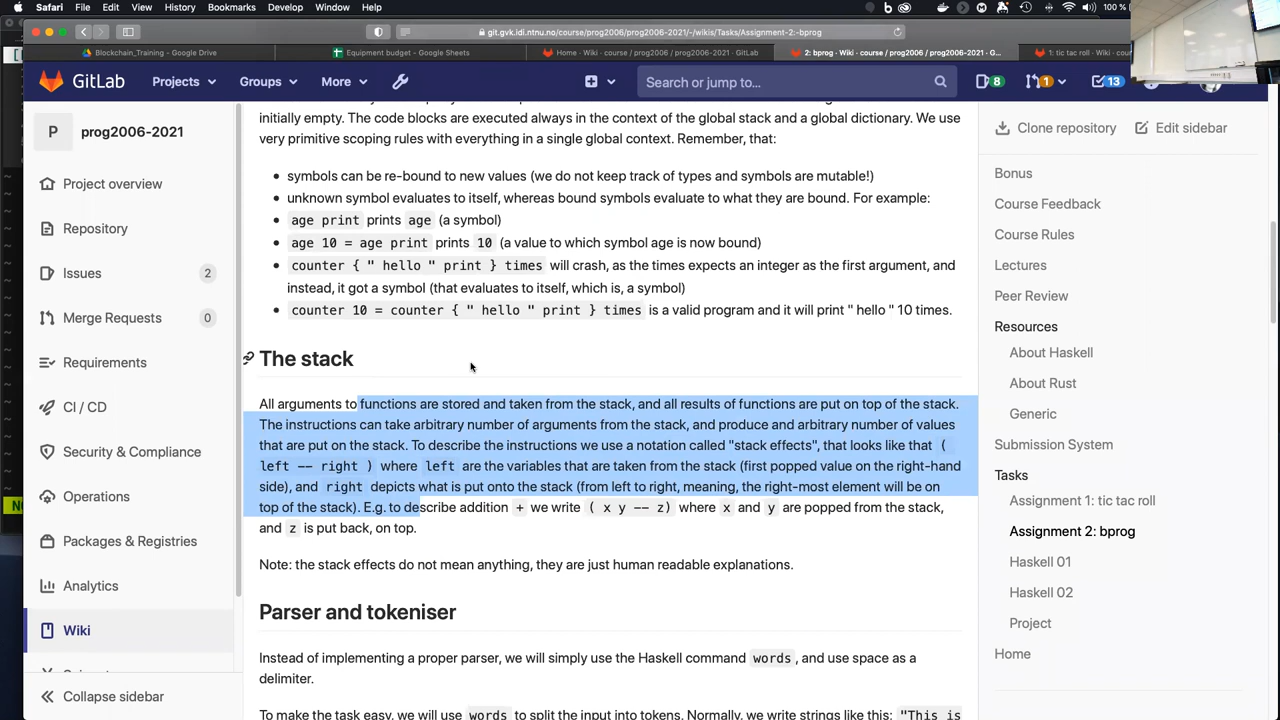 Safari File Edit View History Bookmarks Develop Window Help 100 %
git.gvk.idi.ntnu.no/course/prog2006/prog2006-2021/-/wikis/Tasks/Assignment-2:-bprog
Blockchain_Training - Google Drive
Equipment budget - Google Sheets
Home · Wiki · course / prog2006 / prog2006-2021 · GitLab
2: bprog · Wiki · course / prog2006 / prog2006-2021 · G...
1: tic tac roll · Wiki · cou
GitLab Projects Groups More Search or jump to... 8 1 13
P prog2006-2021
Project overview
Repository
Issues 2
Merge Requests 0
Requirements
CI / CD
Security & Compliance
Operations
Packages & Registries
Analytics
Wiki
Collapse sidebar
initially empty. The code blocks are executed always in the context of the global stack and a global dictionary. We use
very primitive scoping rules with everything in a single global context. Remember, that:
• symbols can be re-bound to new values (we do not keep track of types and symbols are mutable!)
• unknown symbol evaluates to itself, whereas bound symbols evaluate to what they are bound. For example:
• age print prints age (a symbol)
• age 10 = age print prints 10 (a value to which symbol age is now bound)
• counter { " hello " print } times will crash, as the times expects an integer as the first argument, and
instead, it got a symbol (that evaluates to itself, which is, a symbol)
• counter 10 = counter { " hello " print } times is a valid program and it will print " hello " 10 times.
The stack
All arguments to functions are stored and taken from the stack, and all results of functions are put on top of the stack.
The instructions can take arbitrary number of arguments from the stack, and produce and arbitrary number of values
that are put on the stack. To describe the instructions we use a notation called "stack effects", that looks like that (
left -- right ) where left are the variables that are taken from the stack (first popped value on the right-hand
side), and right depicts what is put onto the stack (from left to right, meaning, the right-most element will be on
top of the stack). E.g. to describe addition + we write ( x y -- z) where x and y are popped from the stack,
and z is put back, on top.
Note: the stack effects do not mean anything, they are just human readable explanations.
Parser and tokeniser
Instead of implementing a proper parser, we will simply use the Haskell command words , and use space as a
delimiter.
To make the task easy, we will use words to split the input into tokens. Normally, we write strings like this: "This is
Clone repository Edit sidebar
Bonus
Course Feedback
Course Rules
Lectures
Peer Review
Resources
About Haskell
About Rust
Generic
Submission System
Tasks
Assignment 1: tic tac roll
Assignment 2: bprog
Haskell 01
Haskell 02
Project
Home